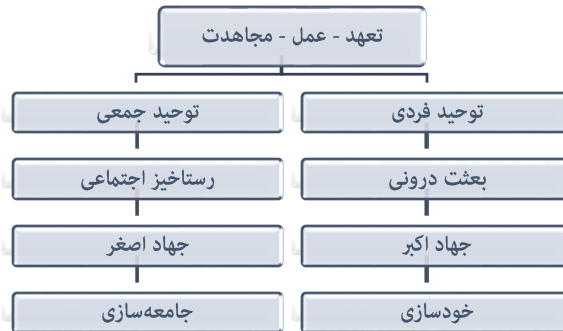 تعهد - عمل - مجاهدت
توحید فردی
توحید جمعی
بعثت درونی
رستاخیز اجتماعی
جهاد اکبر
جهاد اصغر
خودسازی
جامعه‌سازی